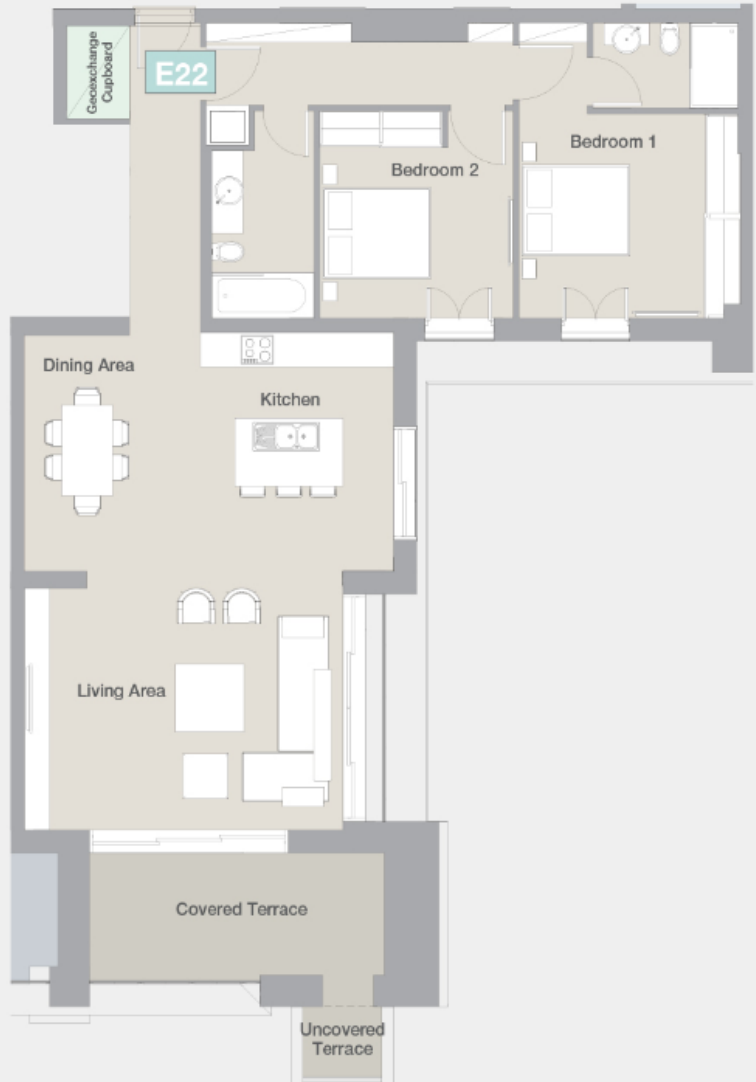 Geoexchange
Cupboard
E22
Bedroom 1
Bedroom 2
Dining Area
Kitchen
Living Area
Covered Terrace
Uncovered
Terrace